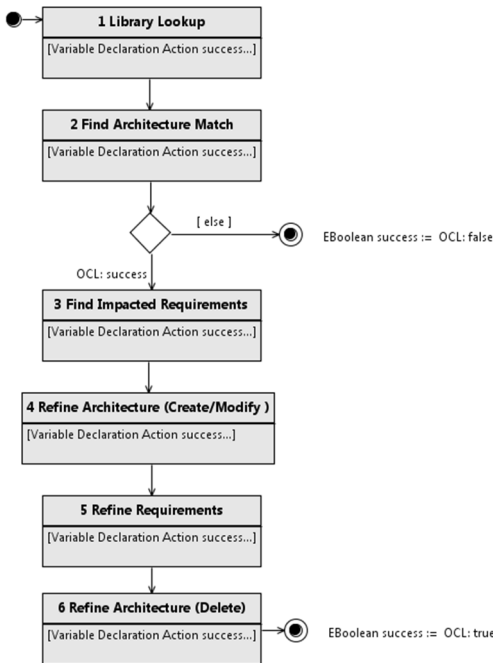 1 Library Lookup
[Variable Declaration Action success...]
2 Find Architecture Match
[Variable Declaration Action success...]
[ else ]
EBoolean success := OCL: false
OCL: success
3 Find Impacted Requirements
[Variable Declaration Action success...]
4 Refine Architecture (Create/Modify )
[Variable Declaration Action success...]
5 Refine Requirements
[Variable Declaration Action success...]
6 Refine Architecture (Delete)
EBoolean success := OCL: true
[Variable Declaration Action success...]